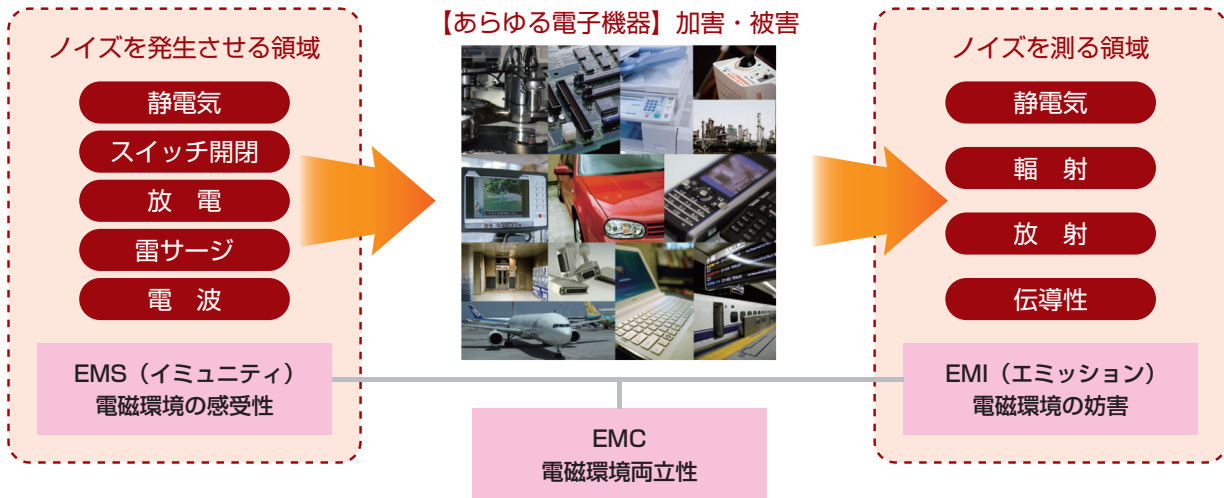 【あらゆる電子機器】加害・被害
ノイズを発生させる領域
静電気
スイッチ開閉
放　電
雷サージ
電　波
EMS（イミュニティ）
電磁環境の感受性
ノイズを測る領域
静電気
輻　射
放　射
伝導性
EMI（エミッション）
電磁環境の妨害
EMC
電磁環境両立性